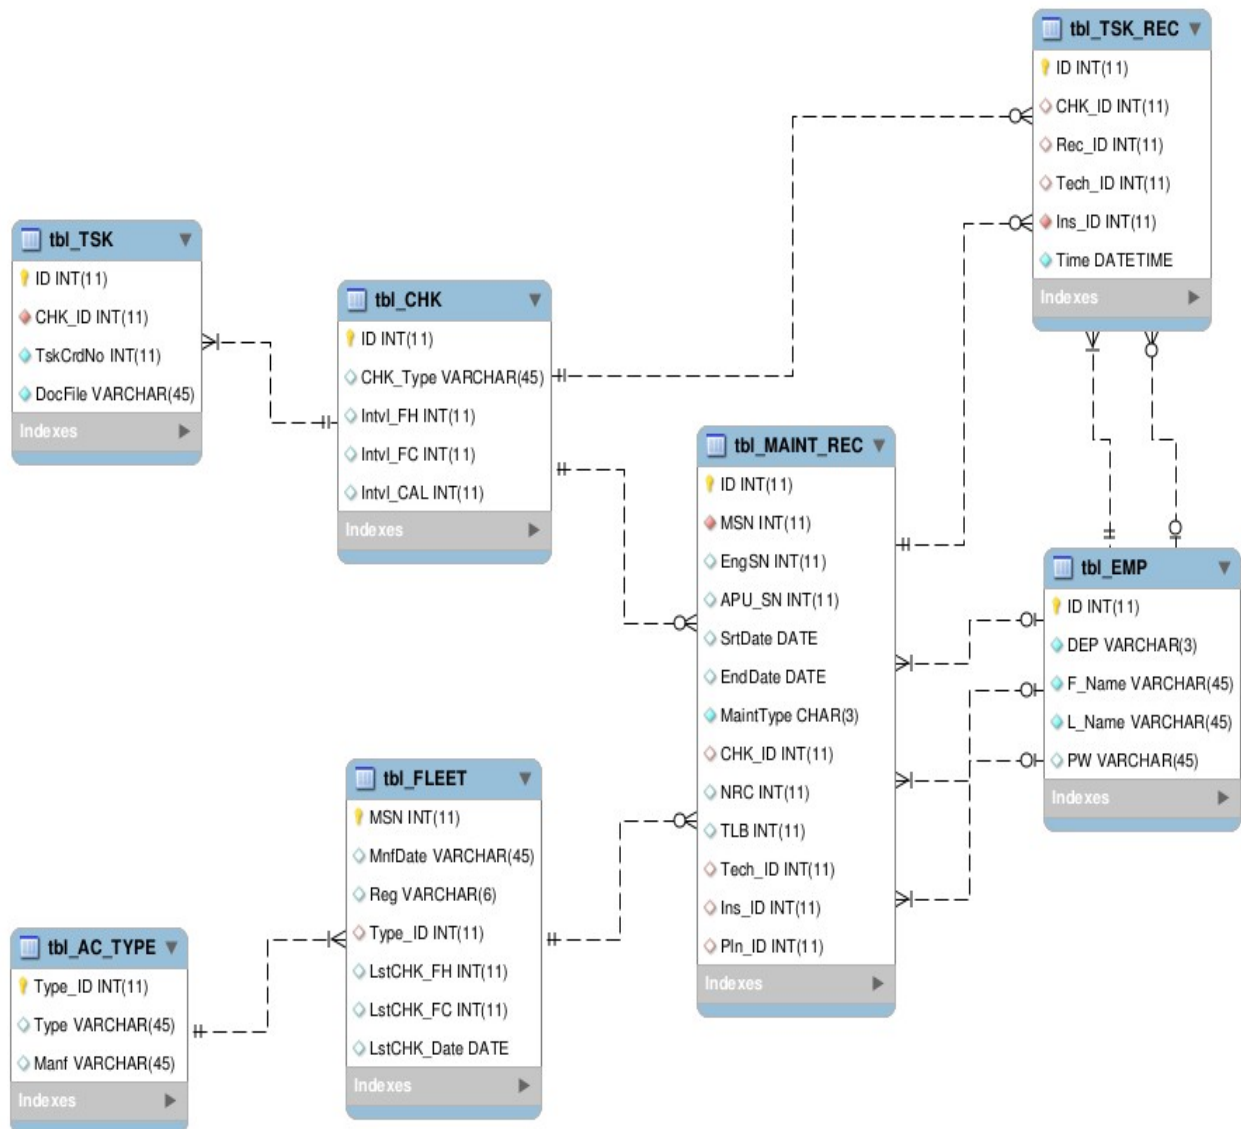 tbl_TSK_REC
ID INT(11)
CHK_ID INT(11)
Rec_ID INT(11)
Tech_ID INT(11)
Ins_ID INT(11)
Time DATETIME
Indexes
tbl_TSK
ID INT(11)
CHK_ID INT(11)
TskCrdNo INT(11)
DocFile VARCHAR(45)
Indexes
tbl_CHK
ID INT(11)
CHK_Type VARCHAR(45)
Intvl_FH INT(11)
Intvl_FC INT(11)
Intvl_CAL INT(11)
Indexes
tbl_MAINT_REC
ID INT(11)
MSN INT(11)
EngSN INT(11)
APU_SN INT(11)
SrtDate DATE
EndDate DATE
MaintType CHAR(3)
CHK_ID INT(11)
NRC INT(11)
TLB INT(11)
Tech_ID INT(11)
Ins_ID INT(11)
Pln_ID INT(11)
Indexes
tbl_EMP
ID INT(11)
DEP VARCHAR(3)
F_Name VARCHAR(45)
L_Name VARCHAR(45)
PW VARCHAR(45)
Indexes
tbl_FLEET
MSN INT(11)
MnfDate VARCHAR(45)
Reg VARCHAR(6)
Type_ID INT(11)
LstCHK_FH INT(11)
LstCHK_FC INT(11)
LstCHK_Date DATE
Indexes
tbl_AC_TYPE
Type_ID INT(11)
Type VARCHAR(45)
Manf VARCHAR(45)
Indexes